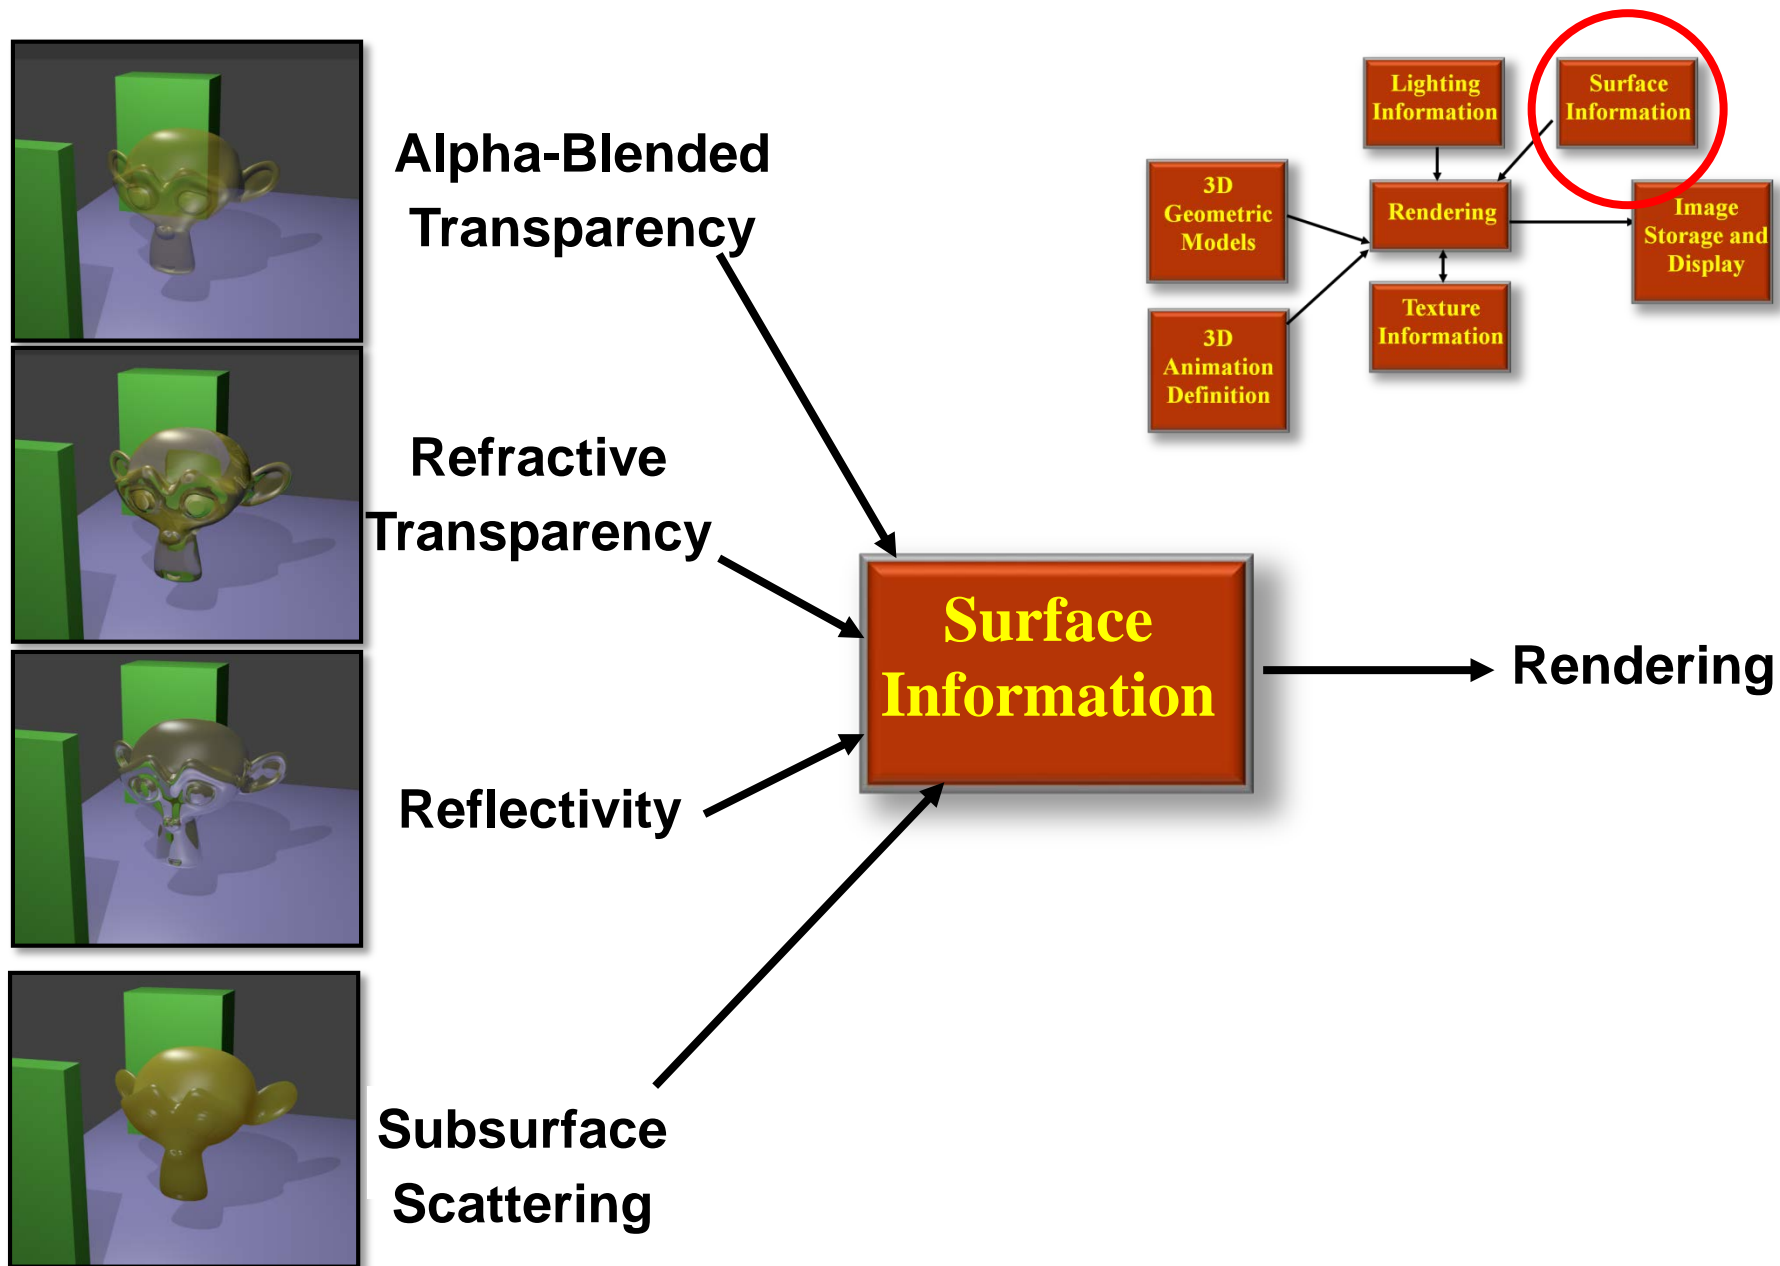 Alpha-Blended
Transparency
Refractive
Transparency
Reflectivity
Subsurface
Scattering
Surface
Information
Rendering
Lighting
Information
Surface
Information
3D
Geometric
Models
Rendering
Image
Storage and
Display
3D
Animation
Definition
Texture
Information